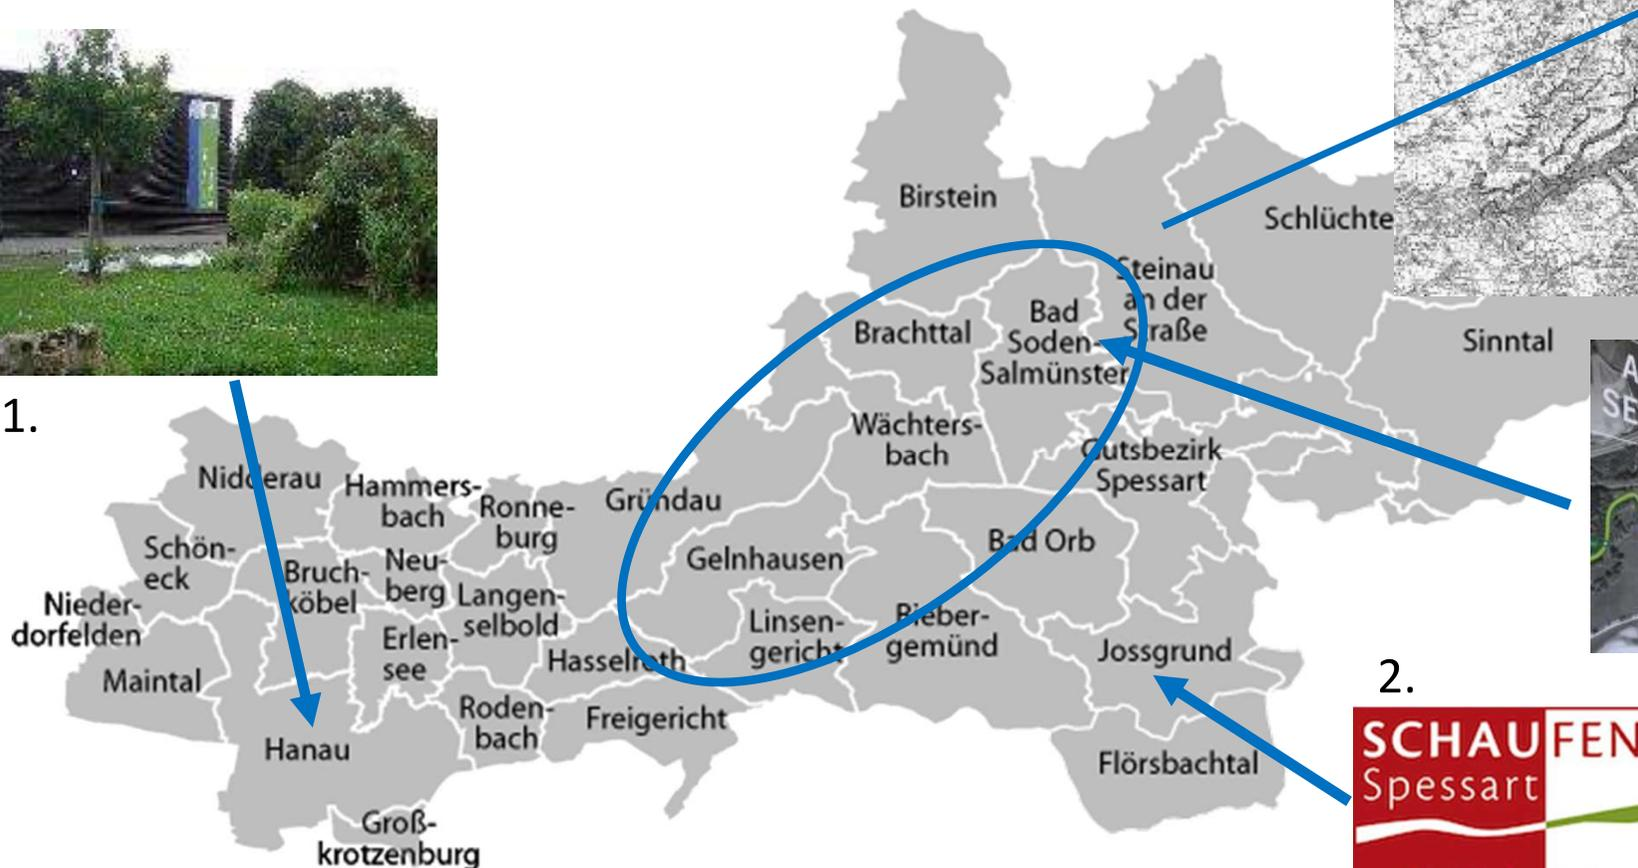 Birstein
Schlüchte
Steinau
an der
Straße
Bad
Soden-
Salmünster
Brachttal
Sinntal
A
SE
1.
Wächters-
bach
Gutsbezirk
Spessart
Nidderau
Hammers-
bach
Ronne-
burg
Gründau
Schön-
eck
Bruch-
köbel
Neu-
berg
Langen-
selbold
Gelnhausen
Bad Orb
Nieder-
dorfelden
Erlen-
see
Linsen-
gericht
Bieber-
gemünd
Maintal
Hasselroth
Jossgrund
2.
Roden-
bach
Freigericht
Hanau
Flörsbachtal
SCHAUFEN
Spessart
Groß-
krotzenburg